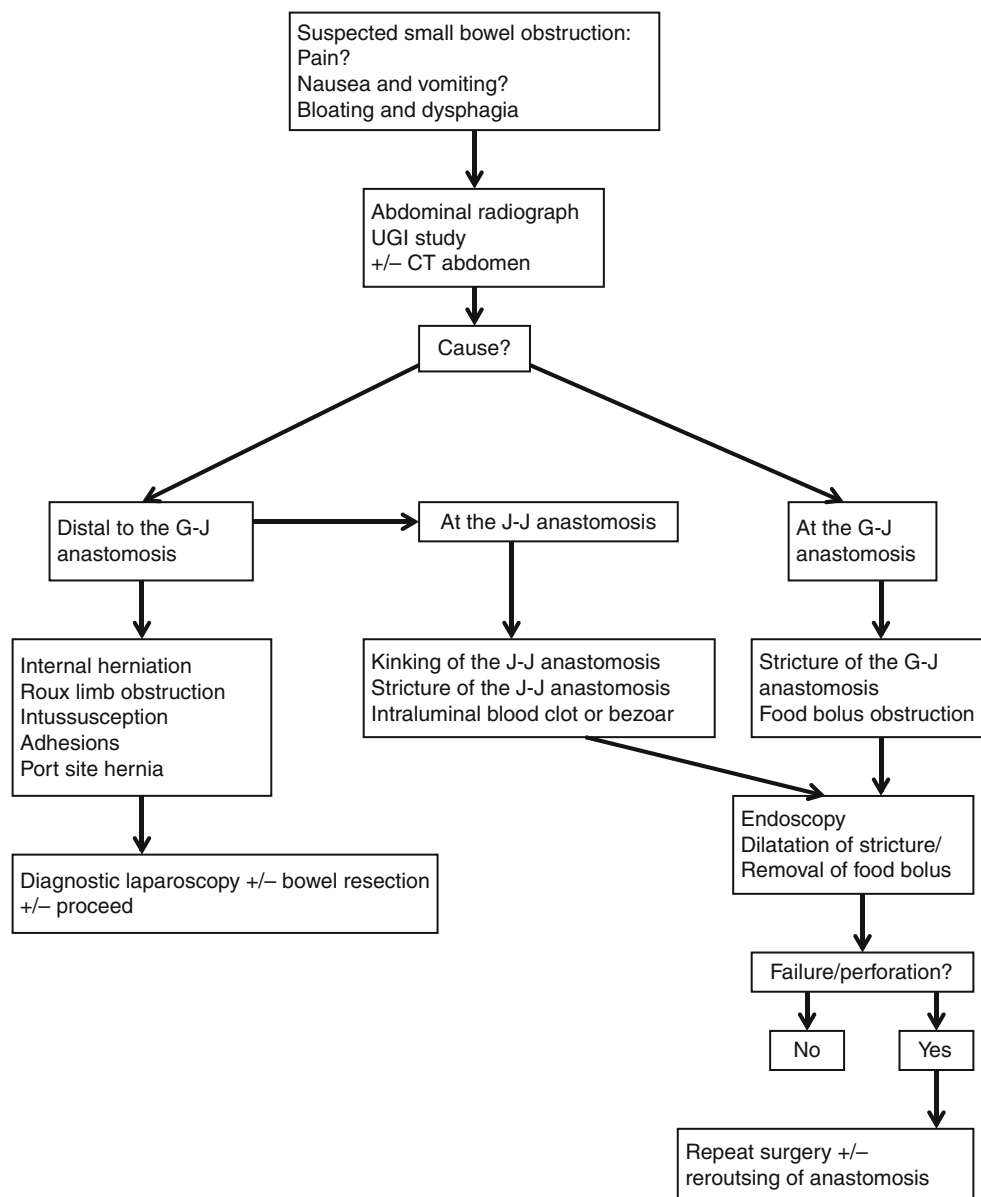 Suspected small bowel obstruction:
Pain?
Nausea and vomiting?
Bloating and dysphagia
Abdominal radiograph
UGI study
+/– CT abdomen
Cause?
Distal to the G-J
anastomosis
At the J-J anastomosis
At the G-J
anastomosis
Internal herniation
Roux limb obstruction
Intussusception
Adhesions
Port site hernia
Kinking of the J-J anastomosis
Stricture of the J-J anastomosis
Intraluminal blood clot or bezoar
Stricture of the G-J
anastomosis
Food bolus obstruction
Endoscopy
Dilatation of stricture/
Removal of food bolus
Diagnostic laparoscopy +/– bowel resection
+/– proceed
Failure/perforation?
No
Yes
Repeat surgery +/–
reroutsing of anastomosis